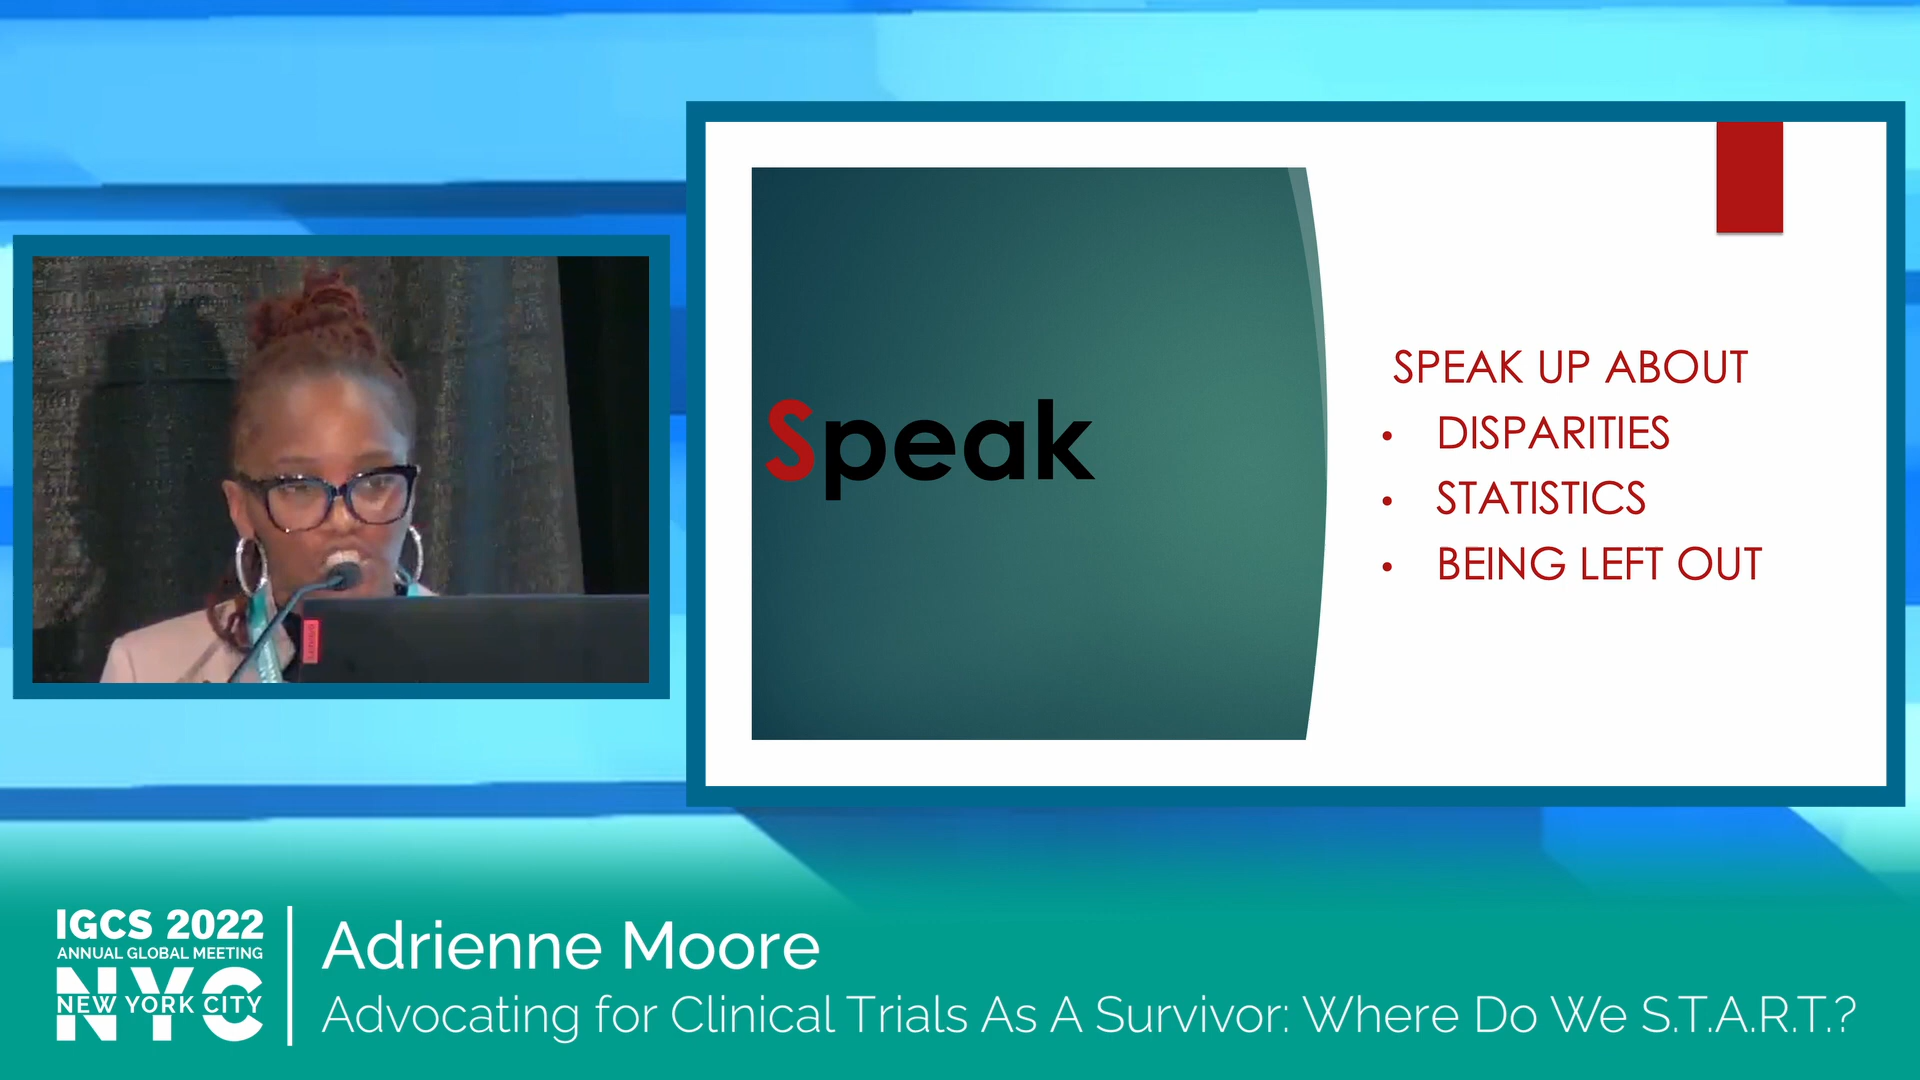 Speak
SPEAK UP ABOUT
• DISPARITIES
• STATISTICS
• BEING LEFT OUT
IGCS 2022
ANNUAL GLOBAL MEETING
NYC
NEW YORK CITY
Adrienne Moore
Advocating for Clinical Trials As A Survivor: Where Do We S.T.A.R.T.?